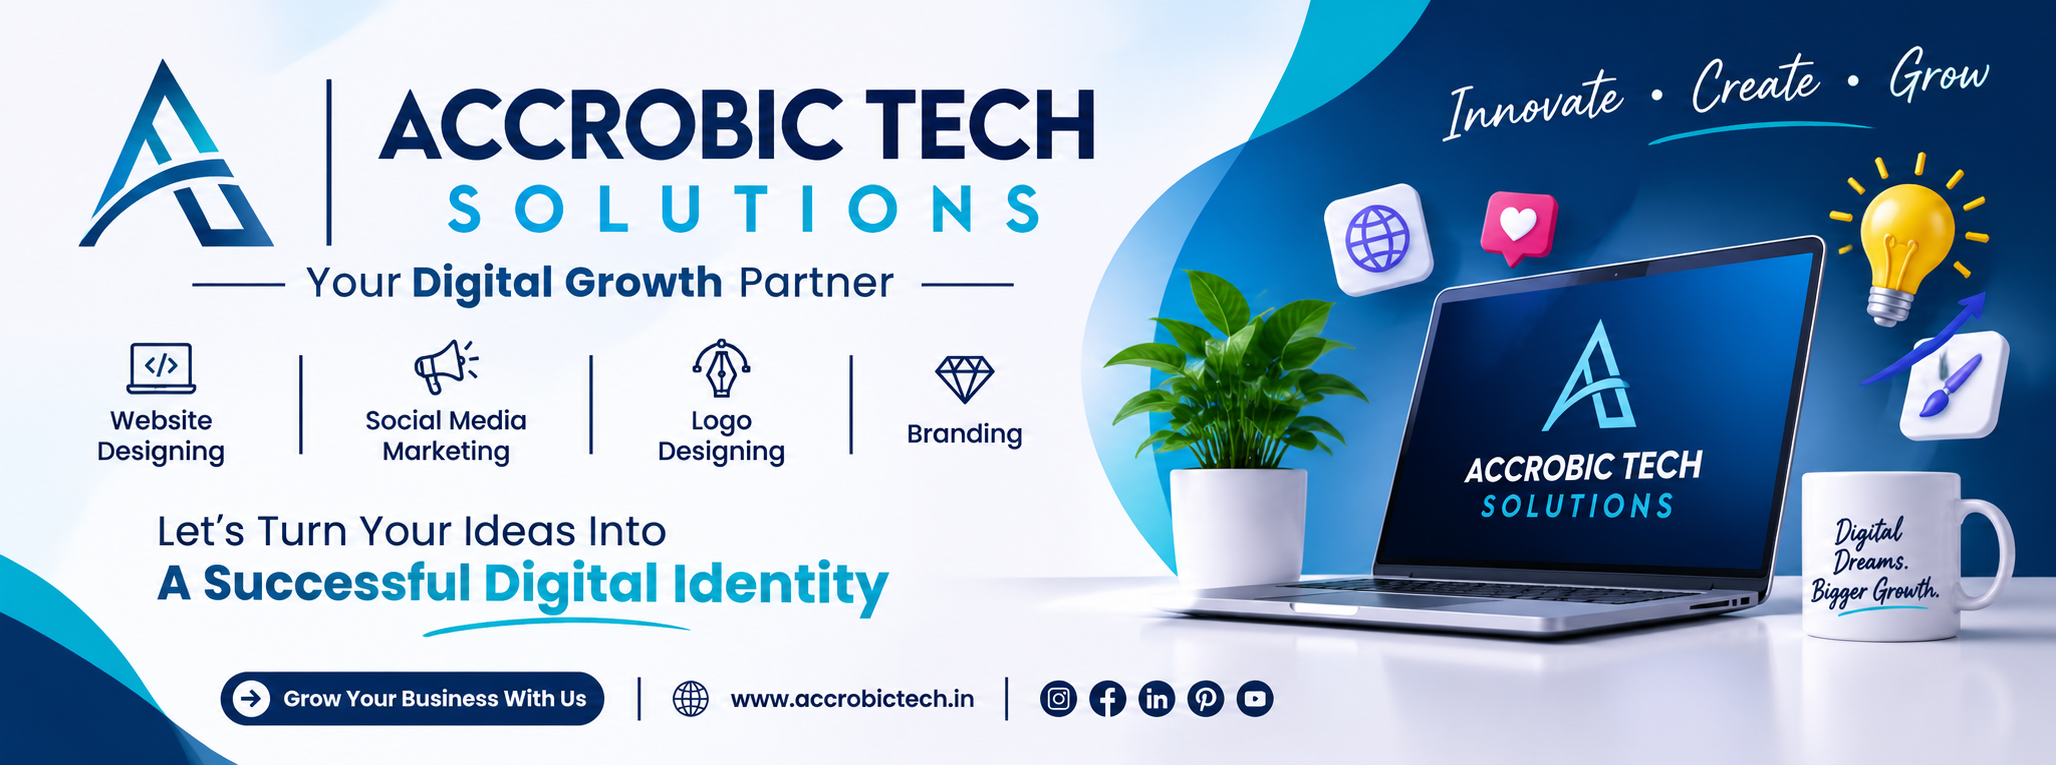 ACCROBIC TECH
SOLUTIONS
Your Digital Growth Partner
Website
Designing
Social Media
Marketing
Logo
Designing
Branding
Let's Turn Your Ideas Into
A Successful Digital Identity
Grow Your Business With Us
www.accrobictech.in
Innovate • Create • Grow
ACCROBIC TECH
SOLUTIONS
Digital
Dreams.
Bigger Growth.